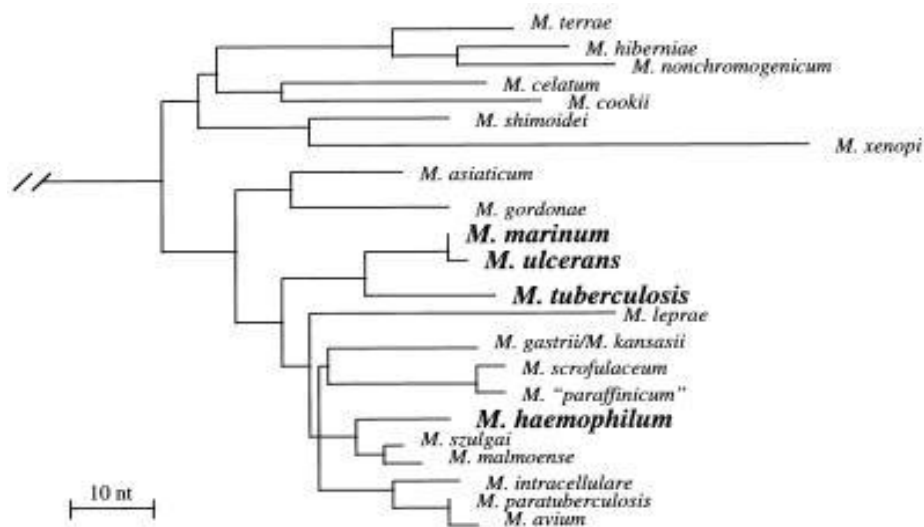 M. terrae
M. hiberniae
M. nonchromogenicum
M. celatum
M. cookii
M. shimoidei
M. xenopi
M. asiaticum
M. gordonae
M. marinum
M. ulcerans
M. tuberculosis
M. leprae
M. gastrii/M. kansasii
M. scrofulaceum
M. “paraffinicum”
M. haemophilum
M. szulgai
M. malmoense
M. intracellulare
M. paratuberculosis
M. avium
10 nt